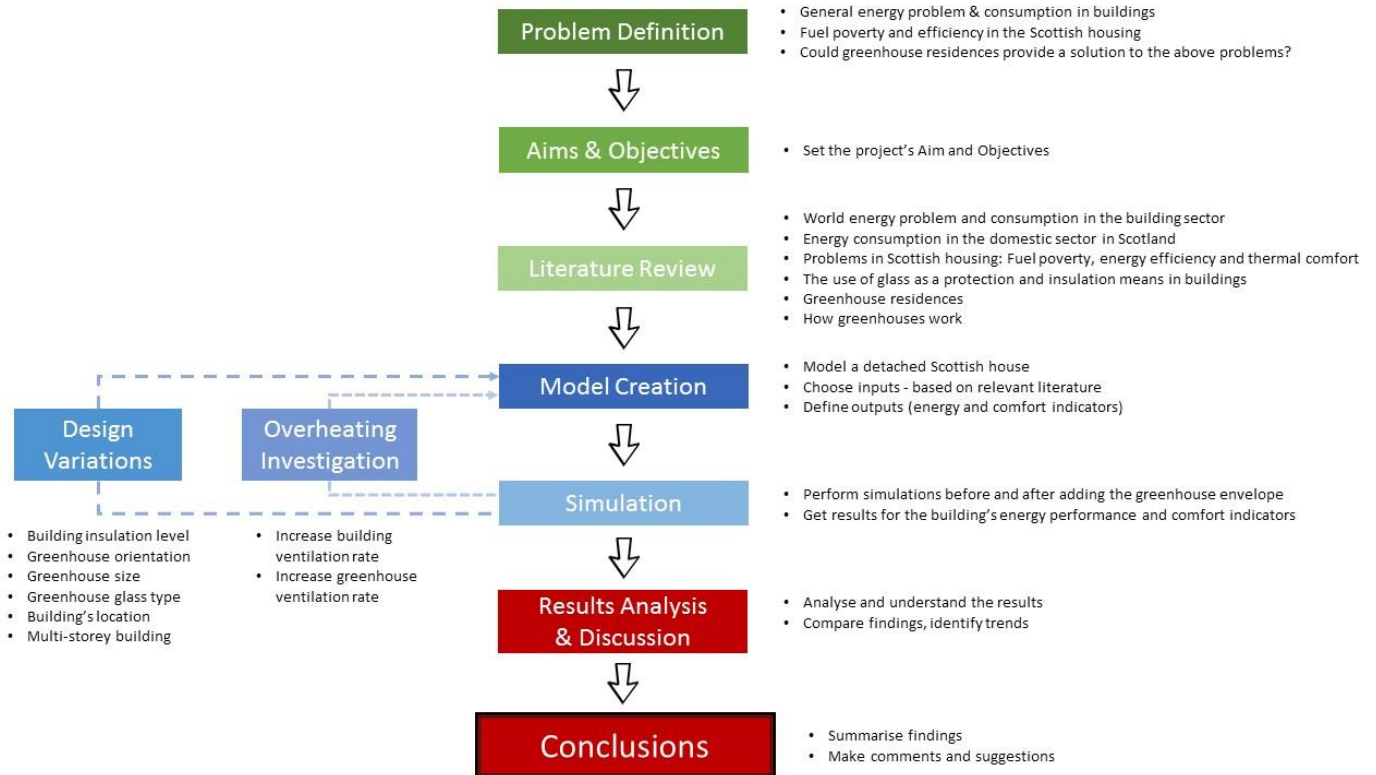 Problem Definition
• General energy problem & consumption in buildings
• Fuel poverty and efficiency in the Scottish housing
• Could greenhouse residences provide a solution to the above problems?
Aims & Objectives
• Set the project's Aim and Objectives
Literature Review
• World energy problem and consumption in the building sector
• Energy consumption in the domestic sector in Scotland
• Problems in Scottish housing: Fuel poverty, energy efficiency and thermal comfort
• The use of glass as a protection and insulation means in buildings
• Greenhouse residences
• How greenhouses work
Model Creation
• Model a detached Scottish house
• Choose inputs - based on relevant literature
• Define outputs (energy and comfort indicators)
Design
Variations
• Building insulation level
• Greenhouse orientation
• Greenhouse size
• Greenhouse glass type
• Building's location
• Multi-storey building
Overheating
Investigation
• Increase building
ventilation rate
• Increase greenhouse
ventilation rate
Simulation
• Perform simulations before and after adding the greenhouse envelope
• Get results for the building's energy performance and comfort indicators
Results Analysis
& Discussion
• Analyse and understand the results
• Compare findings, identify trends
Conclusions
• Summarise findings
• Make comments and suggestions